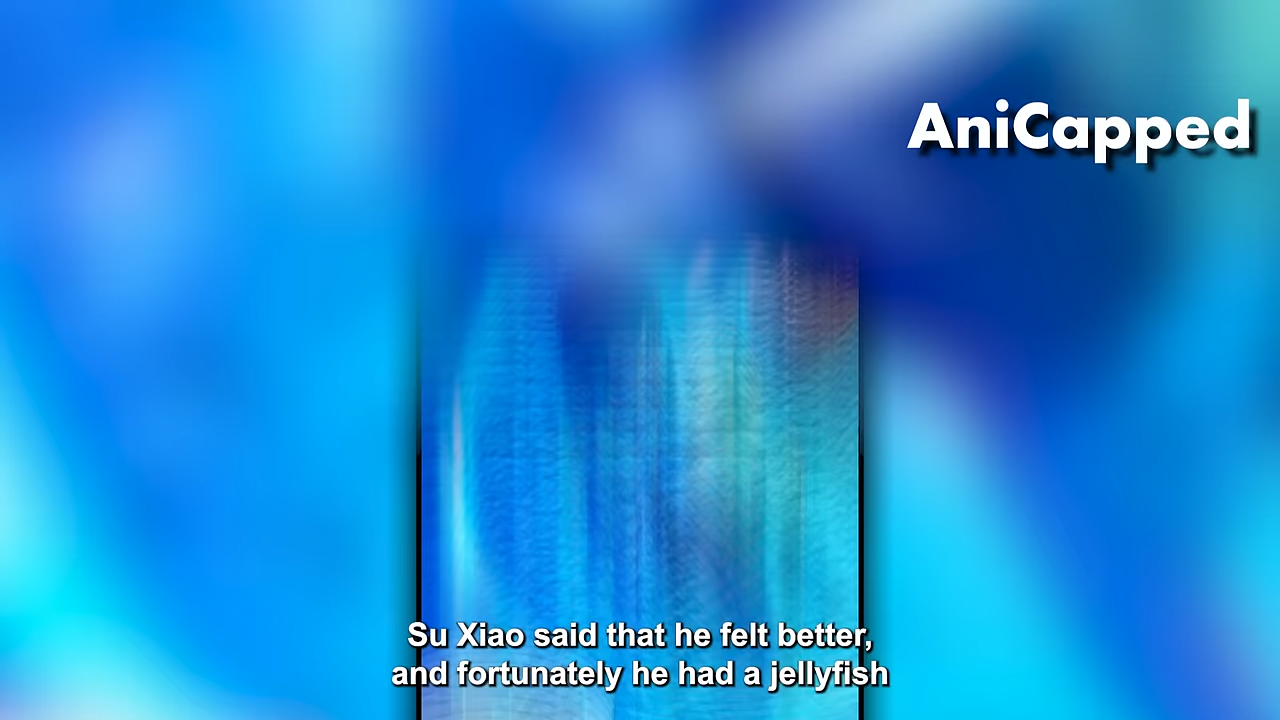 AniCapped
Su Xiao said that he felt better,
and fortunately he had a jellyfish